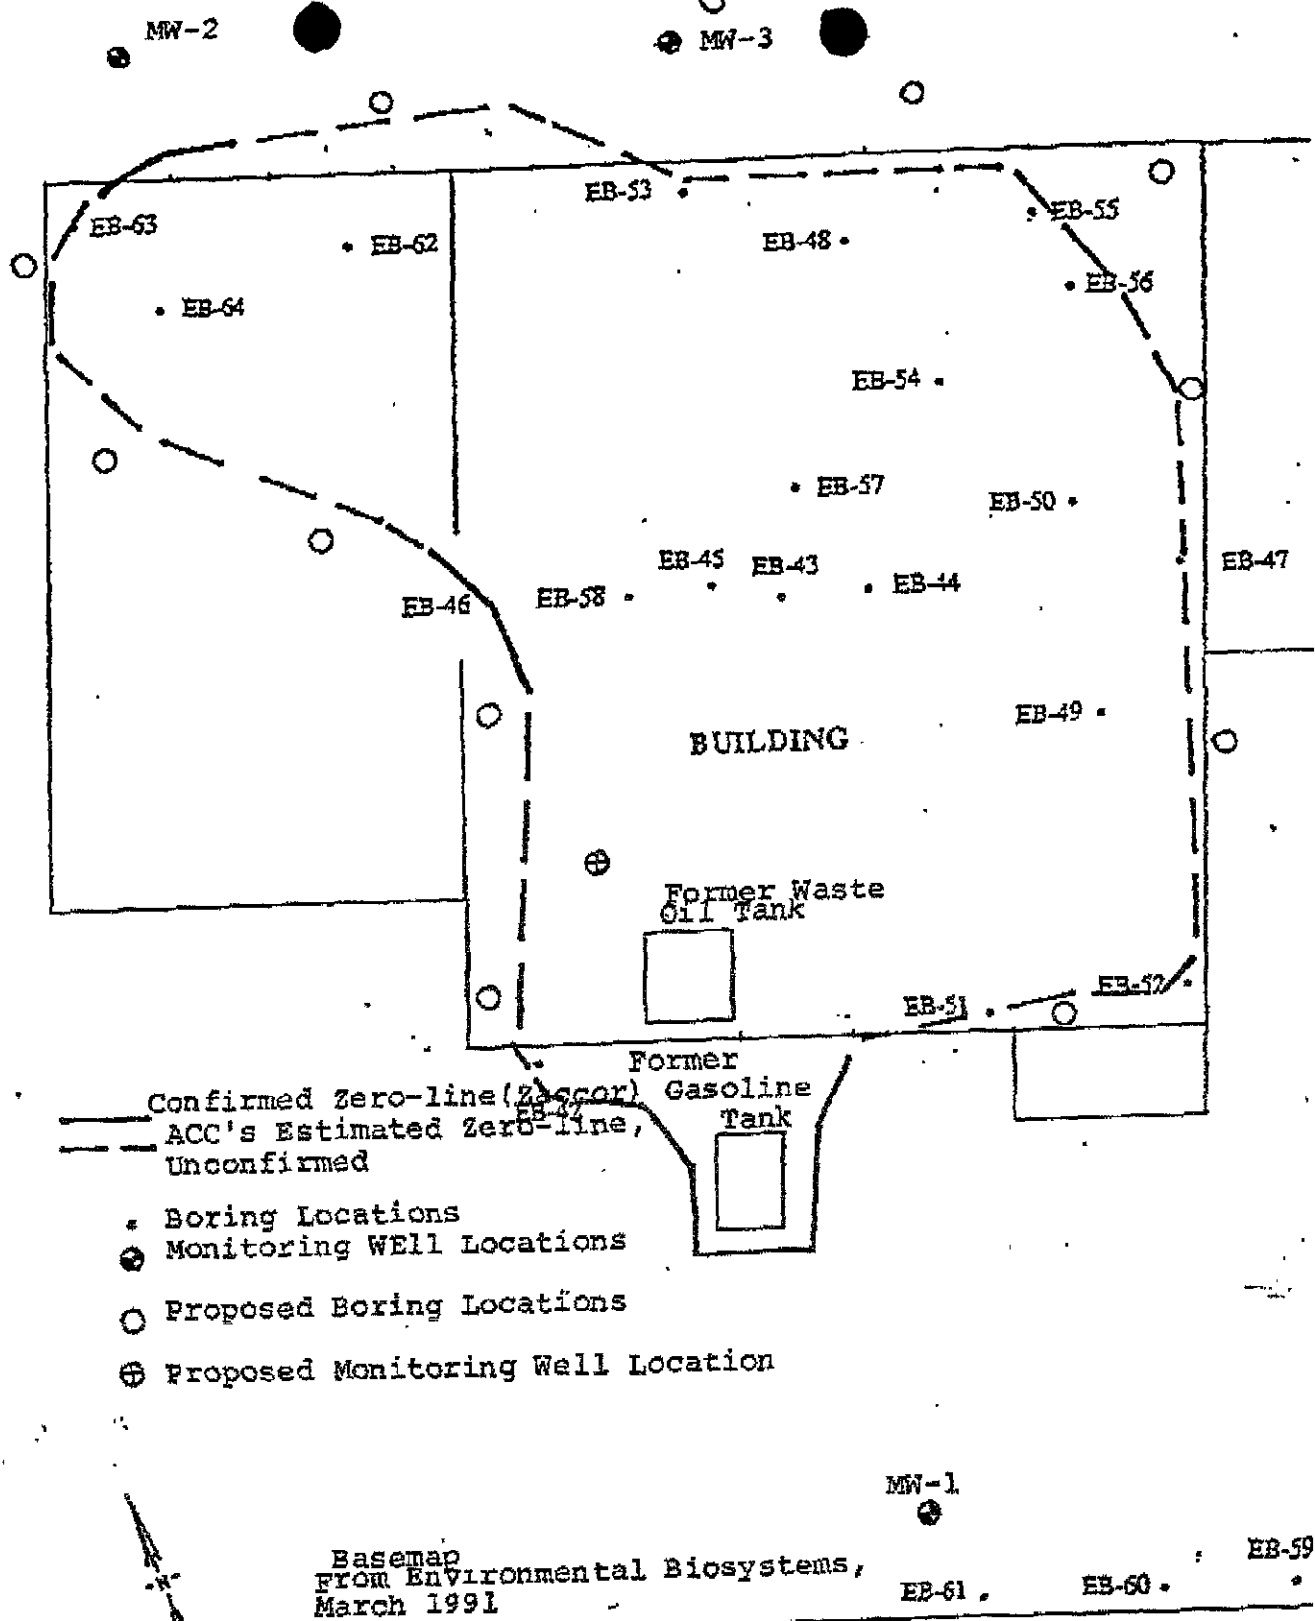 MW-2
MW-3
EB-53
EB-63
EB-62
EB-48
EB-55
EB-56
EB-64
EB-54
EB-57
EB-50
EB-45
EB-43
EB-47
EB-46
EB-58
EB-44
EB-49
BUILDING
Former Waste
Oil Tank
EB-51
EB-52
Former
Gasoline
Tank
Confirmed Zero-line(Zaccor)
EB-42
ACC's Estimated Zero-line,
Unconfirmed
Boring Locations
Monitoring WEll Locations
Proposed Boring Locations
Proposed Monitoring Well Location
MW-1
N
Basemap
From Environmental Biosystems,
March 1991
EB-61
EB-60
EB-59